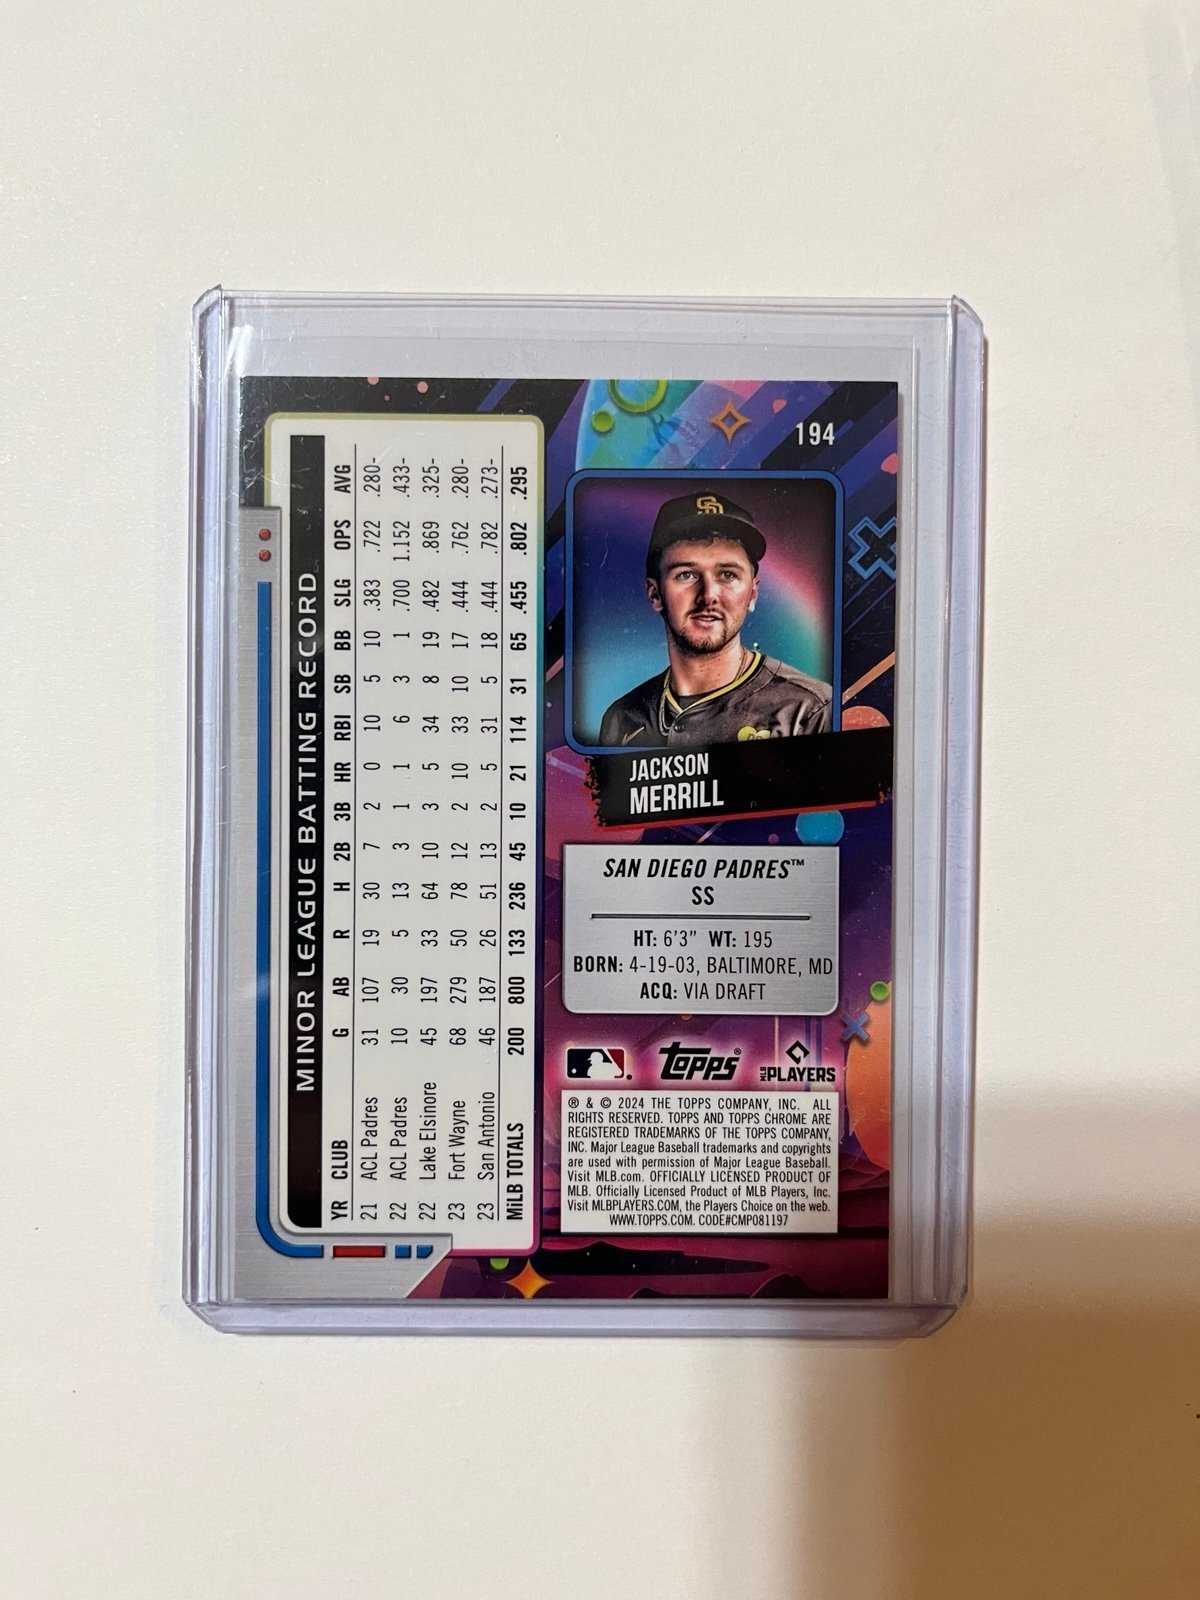 194
SD
JACKSON
MERRILL
SAN DIEGO PADRES™
SS
HT: 6'3" WT: 195
BORN: 4-19-03, BALTIMORE, MD
ACQ: VIA DRAFT
topps® MLB PLAYERS
® & © 2024 THE TOPPS COMPANY, INC. ALL
RIGHTS RESERVED. TOPPS AND TOPPS CHROME ARE
REGISTERED TRADEMARKS OF THE TOPPS COMPANY,
INC. Major League Baseball trademarks and copyrights
are used with permission of Major League Baseball.
Visit MLB.com. OFFICIALLY LICENSED PRODUCT OF
MLB. Officially Licensed Product of MLB Players, Inc.
Visit MLBPLAYERS.COM, the Players Choice on the web.
WWW.TOPPS.COM. CODE#CMP081197
MINOR LEAGUE BATTING RECORD
YR CLUB G AB R H 2B 3B HR RBI SB BB SLG OPS AVG
21 ACL Padres 31 107 19 30 7 2 0 10 5 10 .383 .722 .280-
22 ACL Padres 10 30 5 13 3 1 1 6 3 1 .700 1.152 .433-
22 Lake Elsinore 45 197 33 64 10 3 5 34 8 19 .482 .869 .325-
23 Fort Wayne 68 279 50 78 12 2 10 33 10 17 .444 .762 .280-
23 San Antonio 46 187 26 51 13 2 5 31 5 18 .444 .782 .273-
MiLB TOTALS 200 800 133 236 45 10 21 114 31 65 .455 .802 .295